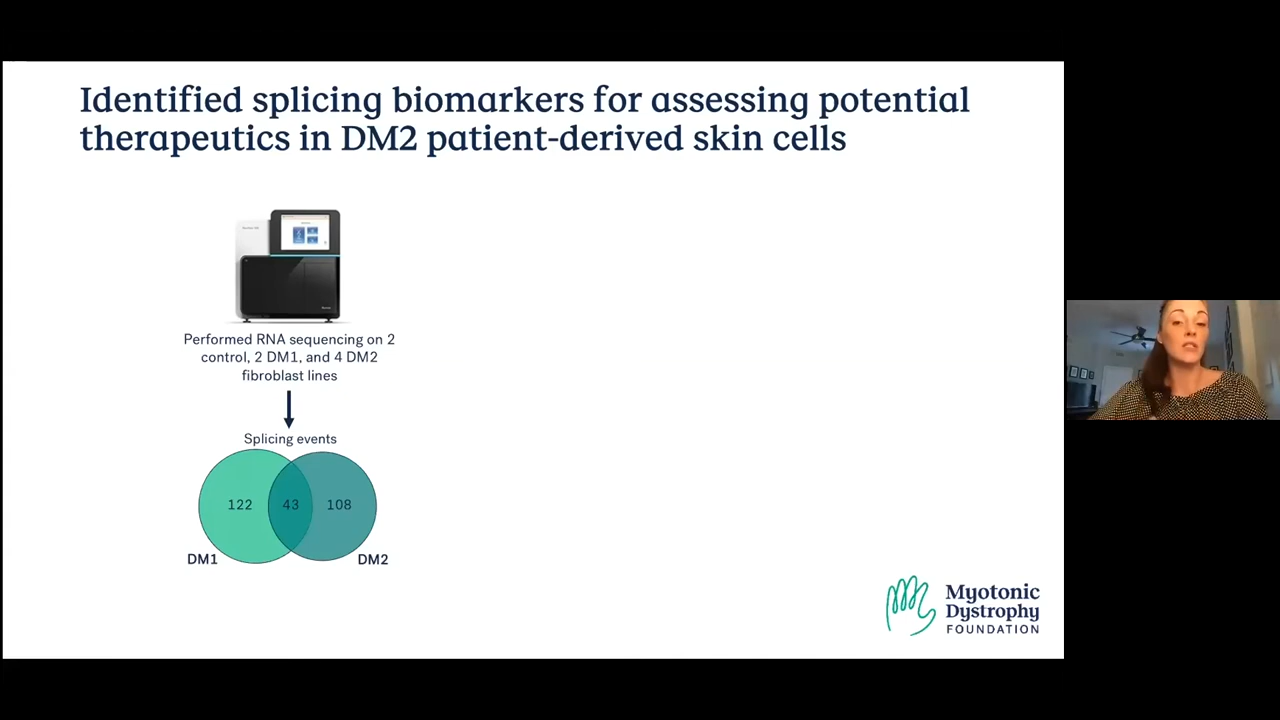 Identified splicing biomarkers for assessing potential
therapeutics in DM2 patient-derived skin cells
Performed RNA sequencing on 2
control, 2 DM1, and 4 DM2
fibroblast lines
Splicing events
122
43
108
DM1
DM2
Myotonic
Dystrophy
FOUNDATION